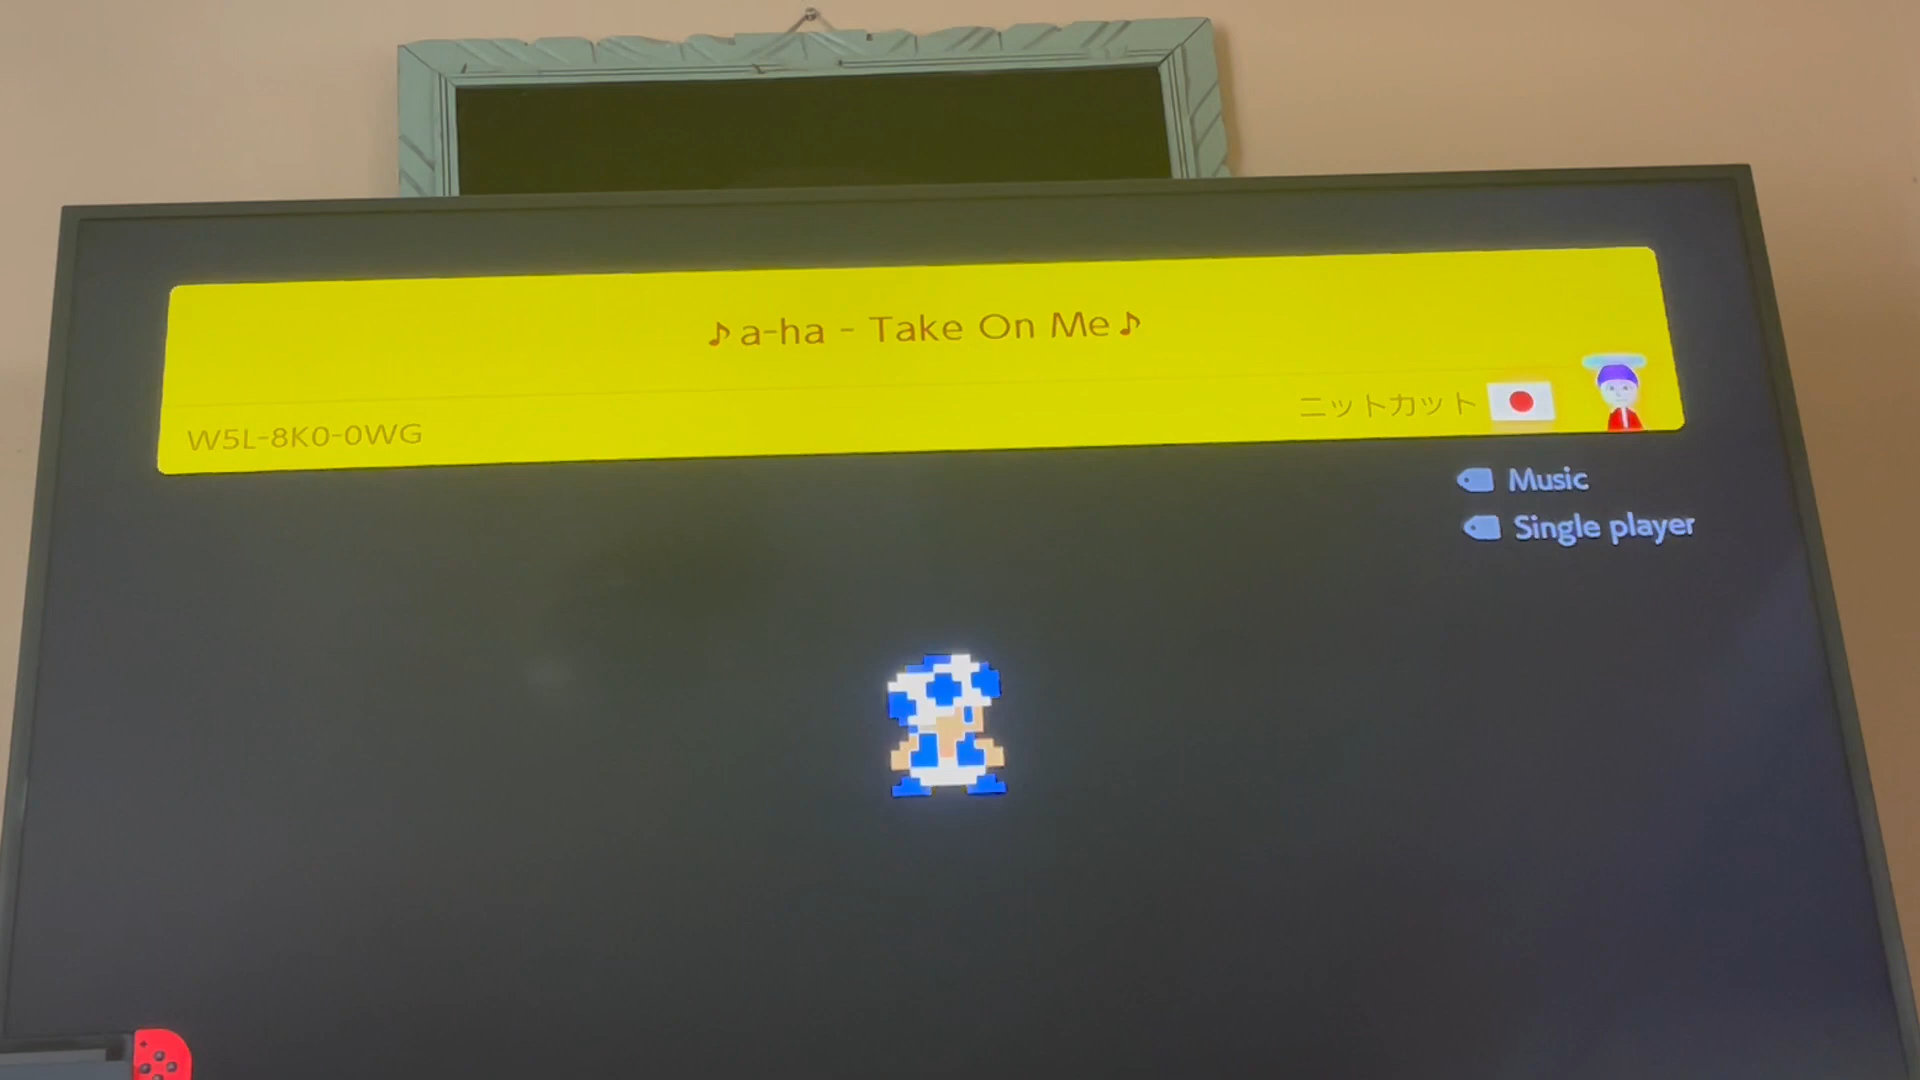 ♪a-ha - Take On Me♪
W5L-8K0-0WG
ニットカット
Music
Single player